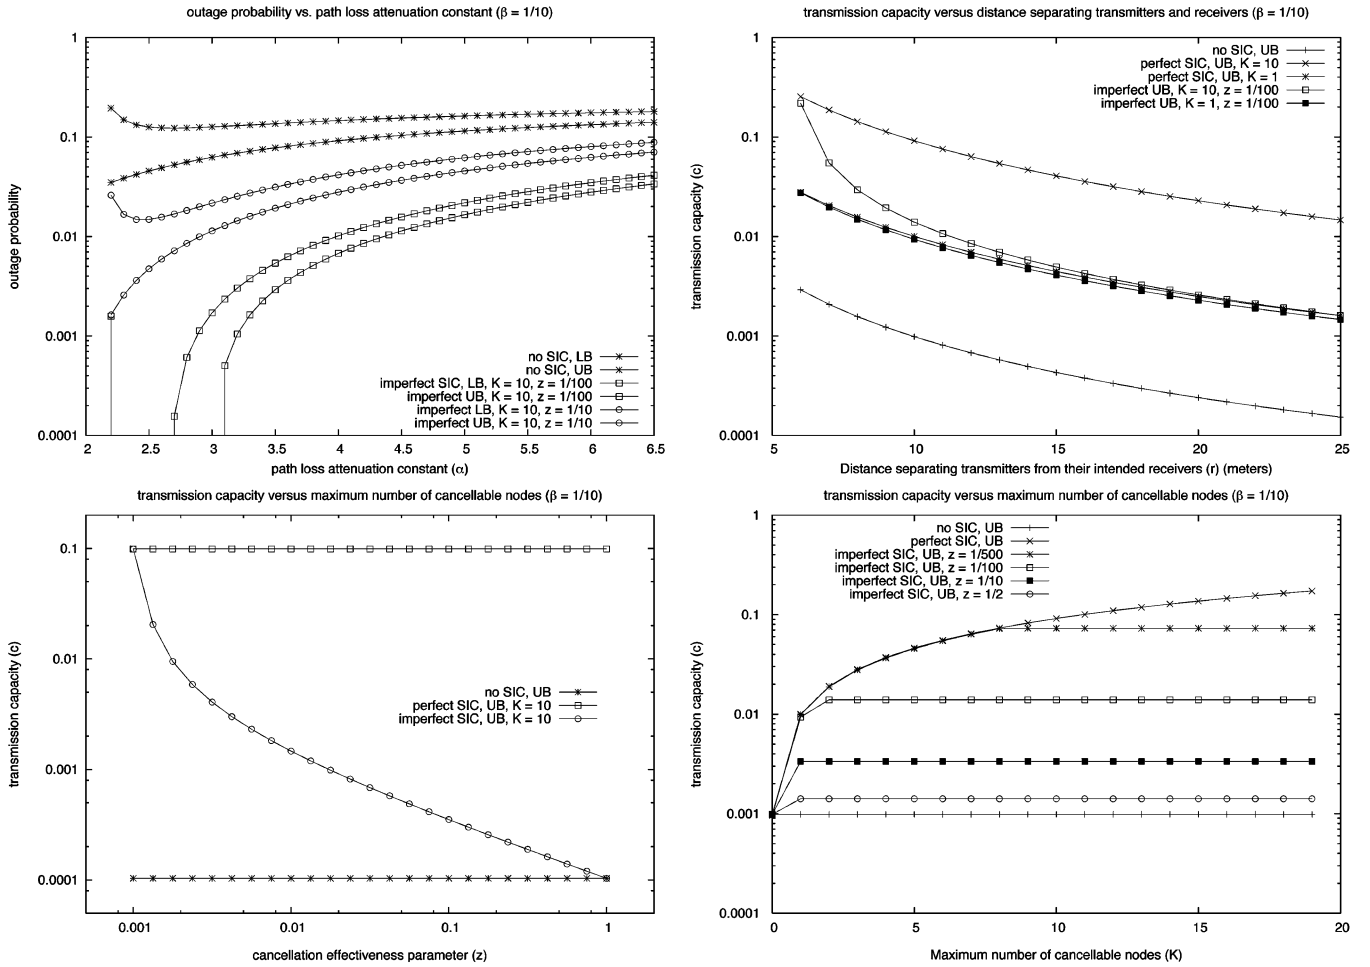 outage probability vs. path loss attenuation constant (β = 1/10)
1
0.1
0.01
0.001
0.0001
outage probability
no SIC, LB
no SIC, UB
imperfect SIC, LB, K = 10, z = 1/100
imperfect UB, K = 10, z = 1/100
imperfect LB, K = 10, z = 1/10
imperfect UB, K = 10, z = 1/10
2 2.5 3 3.5 4 4.5 5 5.5 6 6.5
path loss attenuation constant (α)
transmission capacity versus distance separating transmitters and receivers (β = 1/10)
1
0.1
0.01
0.001
0.0001
transmission capacity (c)
no SIC, UB
perfect SIC, UB, K = 10
perfect SIC, UB, K = 1
imperfect UB, K = 10, z = 1/100
imperfect UB, K = 1, z = 1/100
5 10 15 20 25
Distance separating transmitters from their intended receivers (r) (meters)
transmission capacity versus maximum number of cancellable nodes (β = 1/10)
0.1
0.01
0.001
0.0001
transmission capacity (c)
no SIC, UB
perfect SIC, UB, K = 10
imperfect SIC, UB, K = 10
0.001 0.01 0.1 1
cancellation effectiveness parameter (z)
transmission capacity versus maximum number of cancellable nodes (β = 1/10)
1
0.1
0.01
0.001
0.0001
transmission capacity (c)
no SIC, UB
perfect SIC, UB
imperfect SIC, UB, z = 1/500
imperfect SIC, UB, z = 1/100
imperfect SIC, UB, z = 1/10
imperfect SIC, UB, z = 1/2
0 5 10 15 20
Maximum number of cancellable nodes (K)